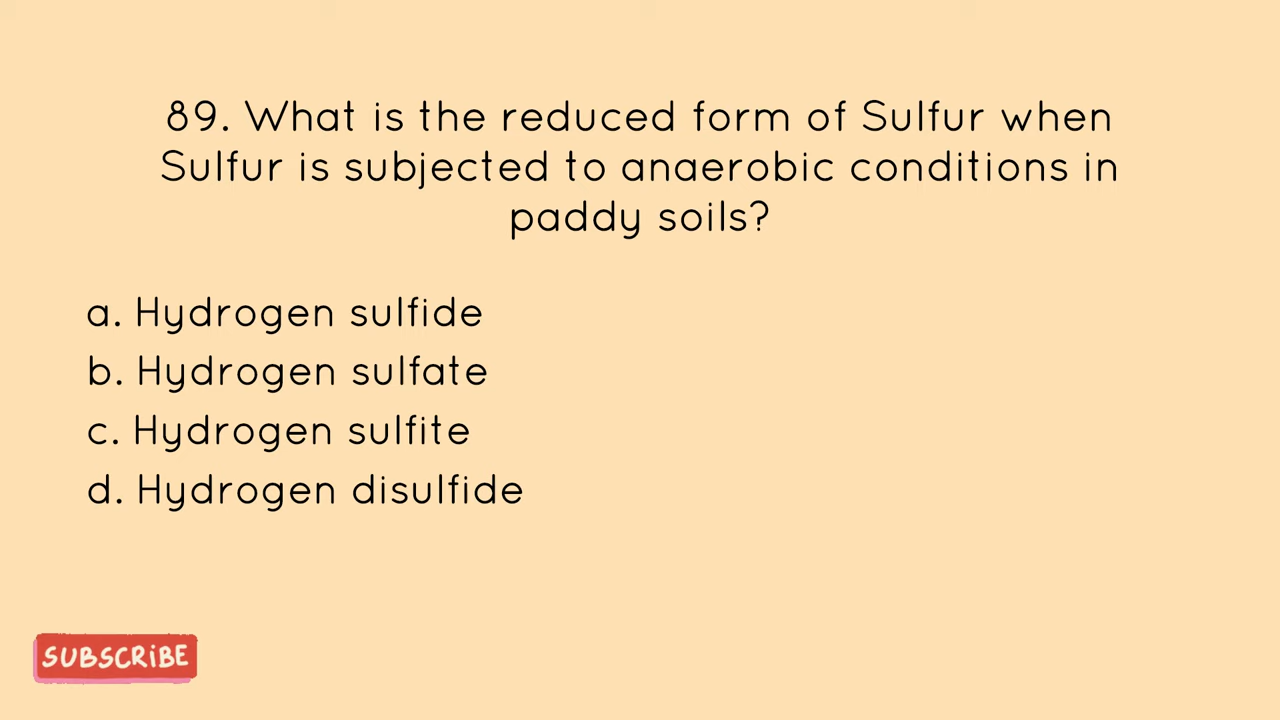 89. What is the reduced form of Sulfur when
Sulfur is subjected to anaerobic conditions in
paddy soils?
a. Hydrogen sulfide
b. Hydrogen sulfate
c. Hydrogen sulfite
d. Hydrogen disulfide
SUBSCRiBE